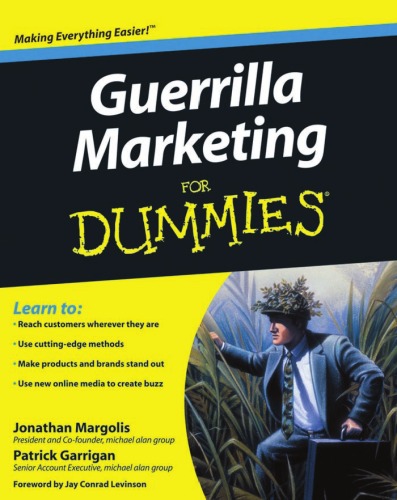 Making Everything Easier!™
Guerrilla
Marketing
FOR
DUMMIES®
Learn to:
• Reach customers wherever they are
• Use cutting-edge methods
• Make products and brands stand out
• Use new online media to create buzz
Jonathan Margolis
President and Co-founder, michael alan group
Patrick Garrigan
Senior Account Executive, michael alan group
Foreword by Jay Conrad Levinson